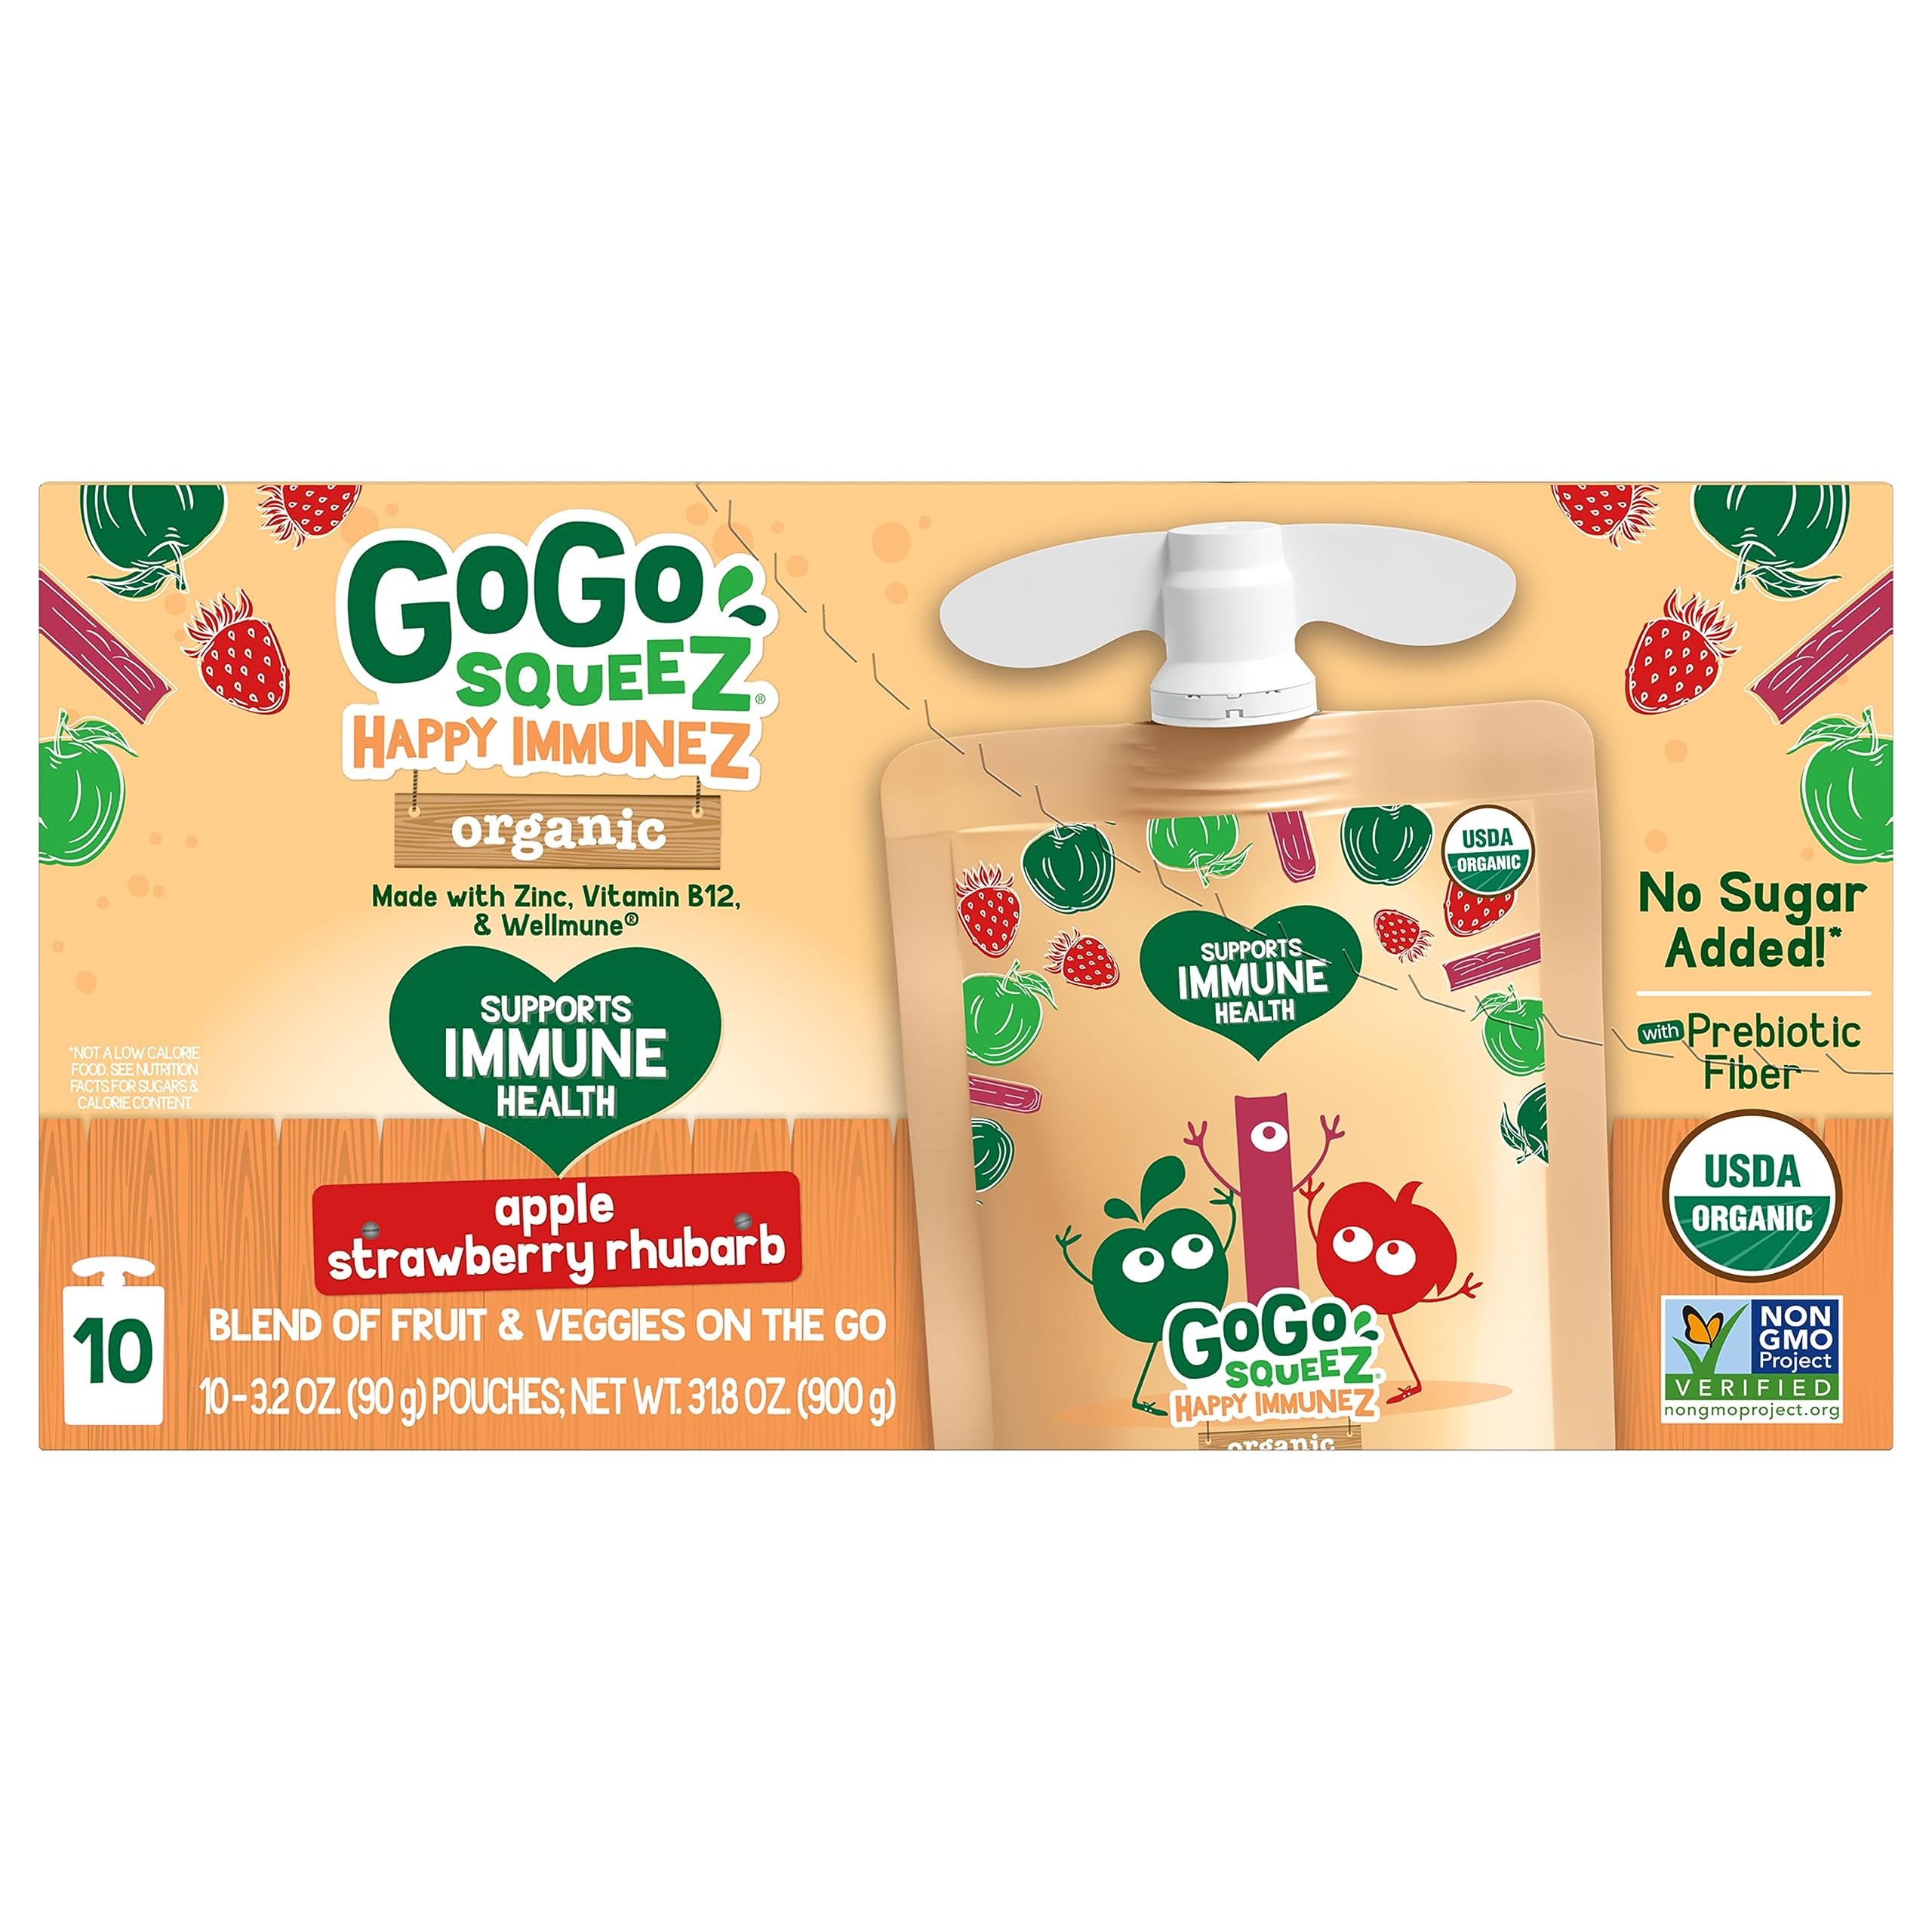 GoGo
SQUEEZ®
HAPPY IMMUNEZ
organic
Made with Zinc, Vitamin B12,
& Wellmune®
SUPPORTS
IMMUNE
HEALTH
*NOT A LOW CALORIE
FOOD. SEE NUTRITION
FACTS FOR SUGARS &
CALORIE CONTENT.
apple
strawberry rhubarb
10
BLEND OF FRUIT & VEGGIES ON THE GO
10-3.2 OZ. (90 g) POUCHES; NET WT. 31.8 OZ. (900 g)
USDA
ORGANIC
SUPPORTS
IMMUNE
HEALTH
GoGo
SQUEEZ®
HAPPY IMMUNEZ
organic
No Sugar
Added!*
with Prebiotic
Fiber
USDA
ORGANIC
NON
GMO
Project
VERIFIED
nongmoproject.org